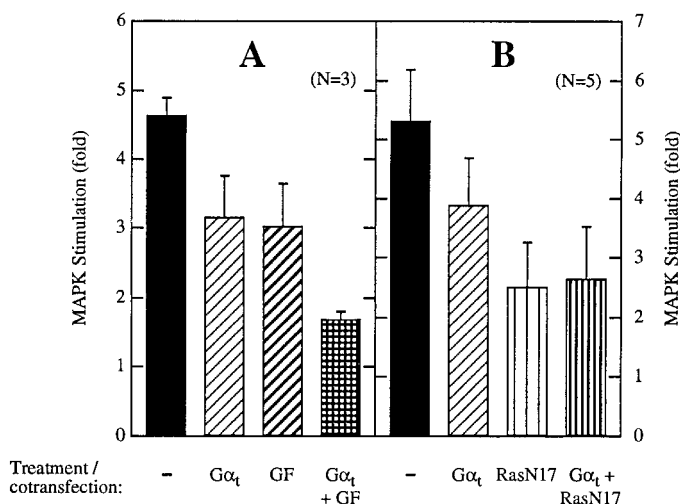 A
B
(N=3)
(N=5)
MAPK Stimulation (fold)
6
5
4
3
2
1
0
7
6
5
4
3
2
1
0
MAPK Stimulation (fold)
Treatment / cotransfection:
– Gαt GF Gαt + GF
– Gαt RasN17 Gαt + RasN17